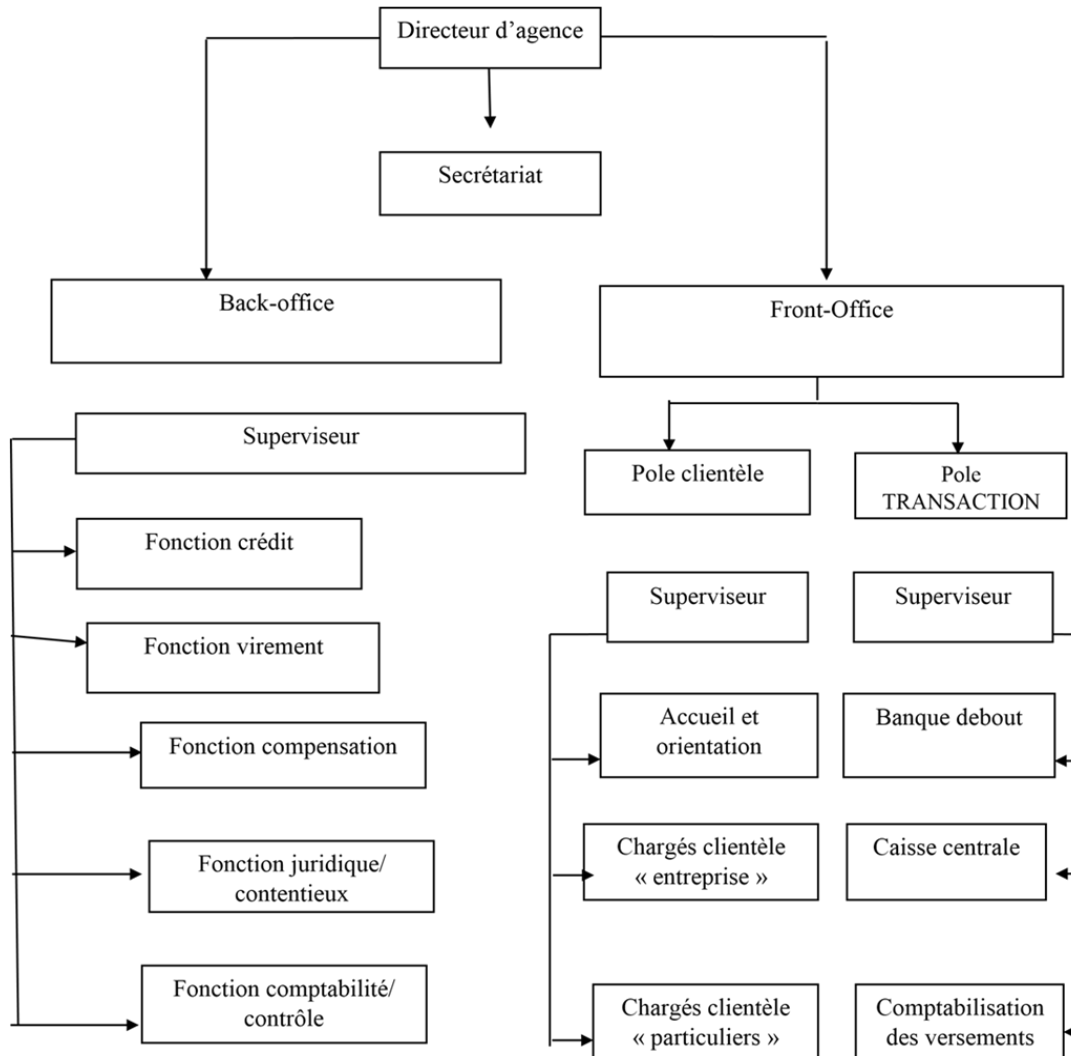 Directeur d’agence
Secrétariat
Back-office
Front-Office
Superviseur
Pole clientèle
Pole
TRANSACTION
Fonction crédit
Fonction virement
Fonction compensation
Fonction juridique/
contentieux
Fonction comptabilité/
contrôle
Superviseur
Accueil et
orientation
Chargés clientèle
« entreprise »
Chargés clientèle
« particuliers »
Superviseur
Banque debout
Caisse centrale
Comptabilisation
des versements